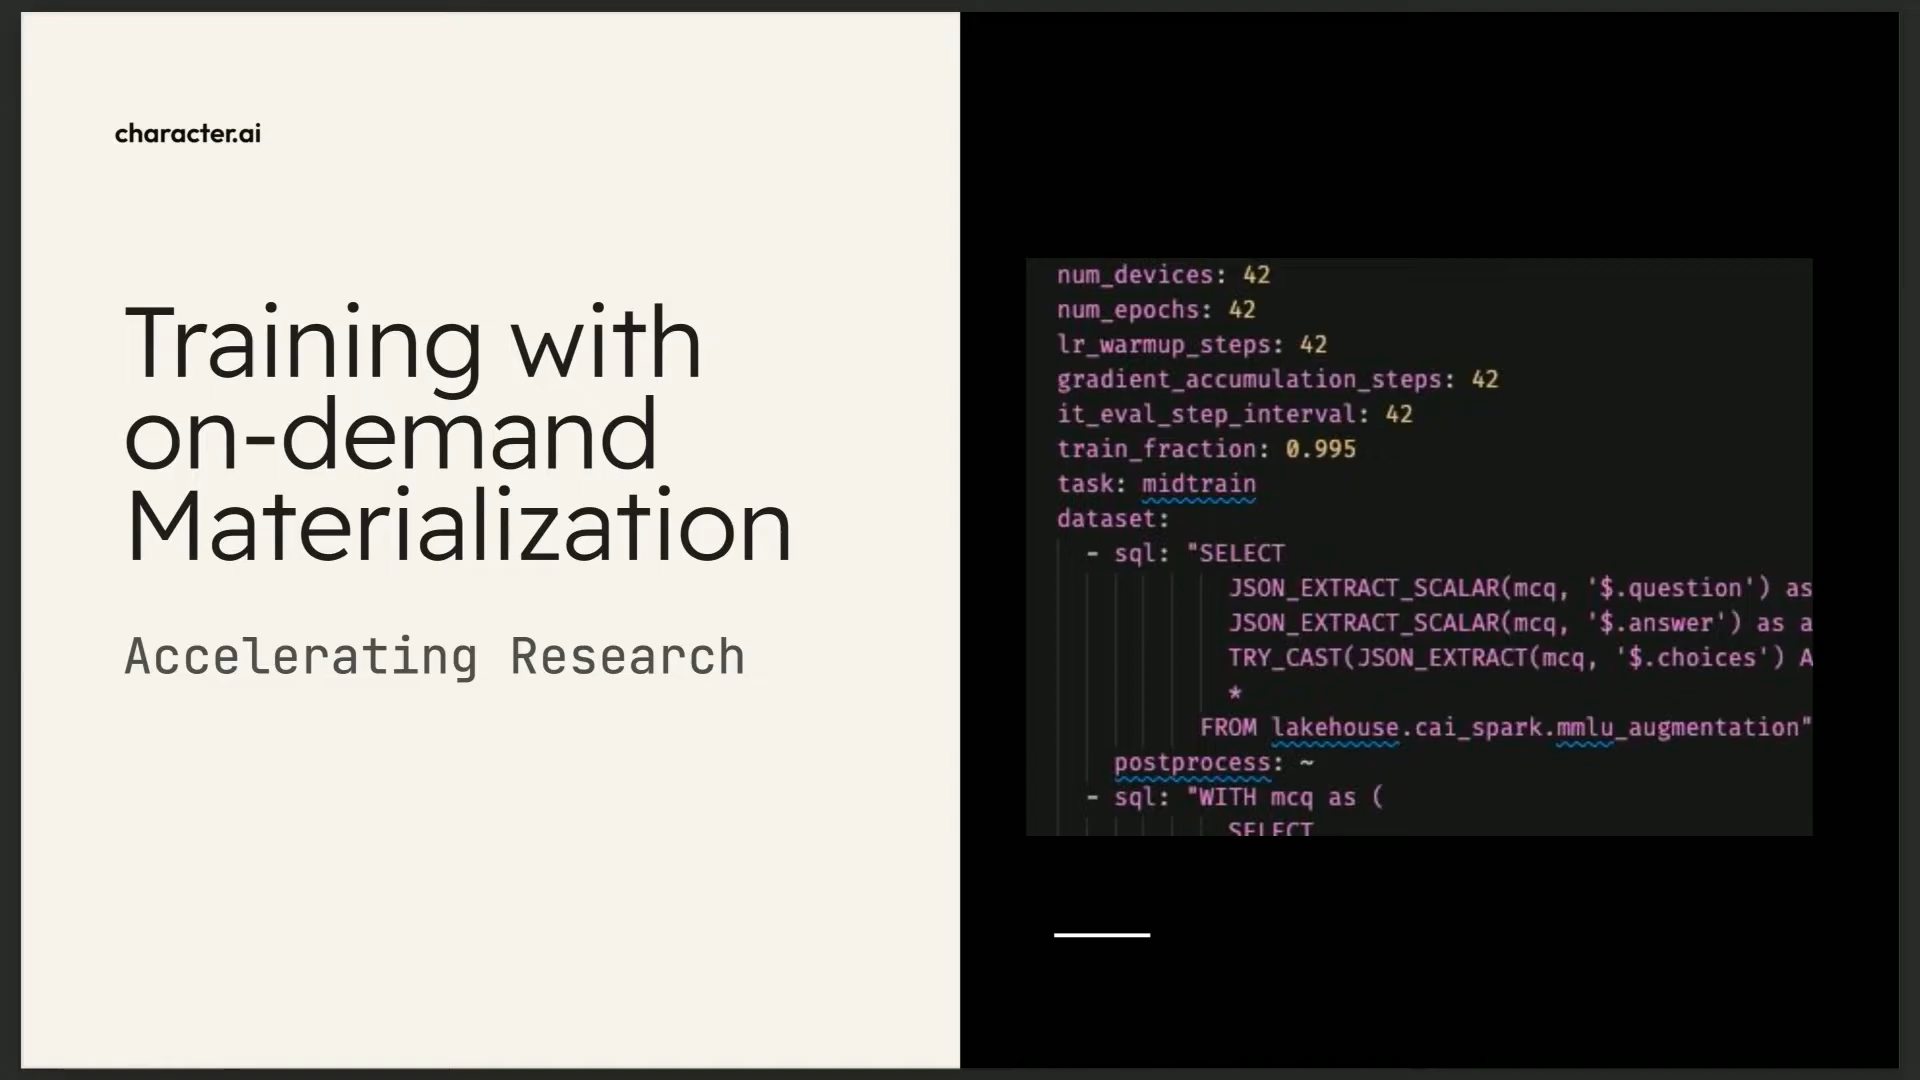 character.ai
Training with
on-demand
Materialization
Accelerating Research
num_devices: 42
num_epochs: 42
lr_warmup_steps: 42
gradient_accumulation_steps: 42
it_eval_step_interval: 42
train_fraction: 0.995
task: midtrain
dataset:
- sql: "SELECT
JSON_EXTRACT_SCALAR(mcq, '$.question') as
JSON_EXTRACT_SCALAR(mcq, '$.answer') as a
TRY_CAST(JSON_EXTRACT(mcq, '$.choices') A
*
FROM lakehouse.cai_spark.mmlu_augmentation"
postprocess: ~
- sql: "WITH mcq as (
SELECT